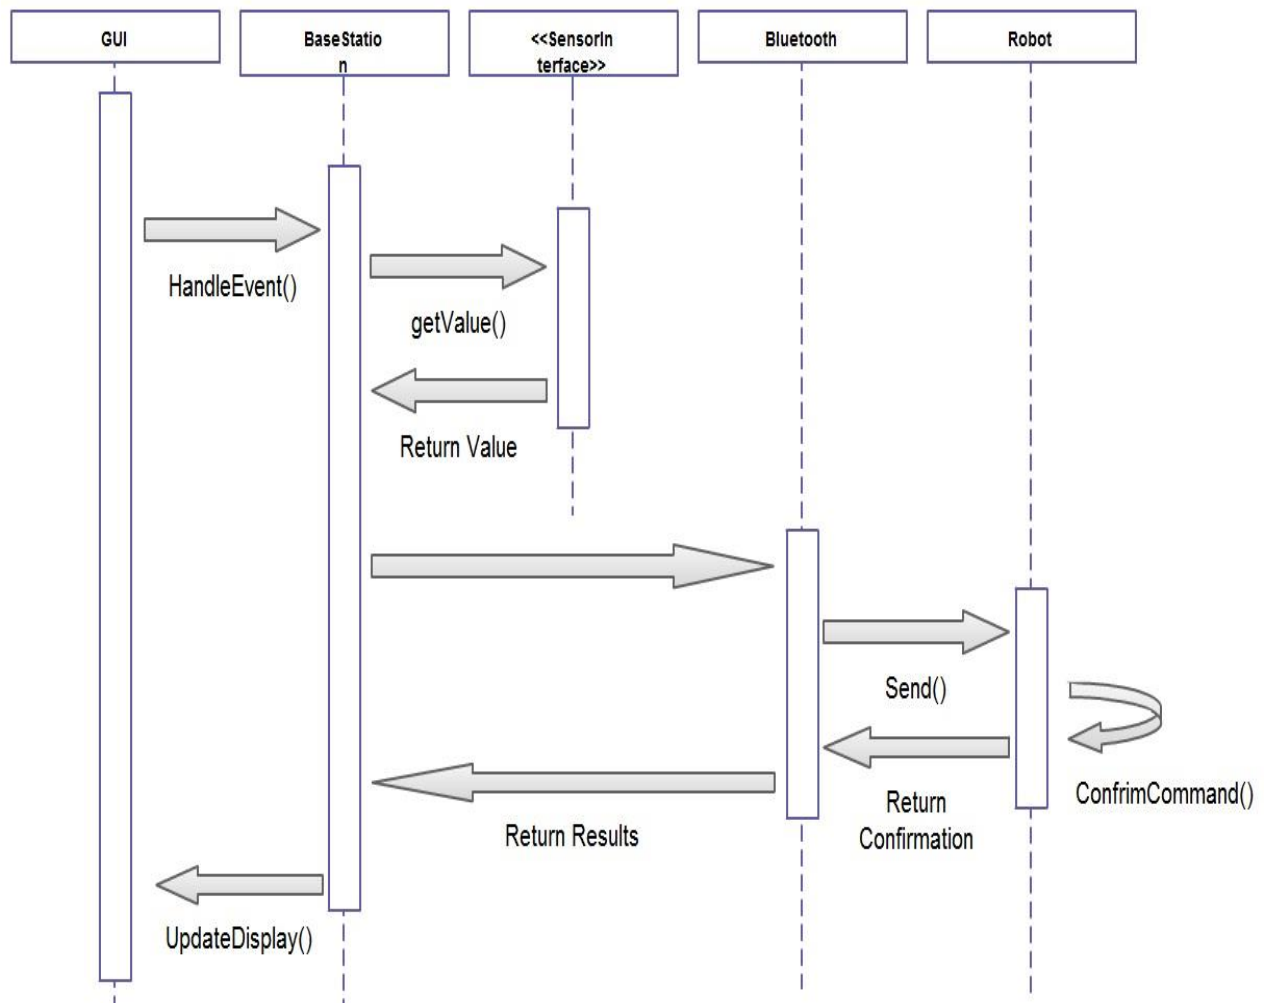 GUI
BaseStatio
n
<<SensorIn
terface>>
Bluetooth
Robot
HandleEvent()
getValue()
Return Value
Send()
ConfrimCommand()
Return
Confirmation
Return Results
UpdateDisplay()